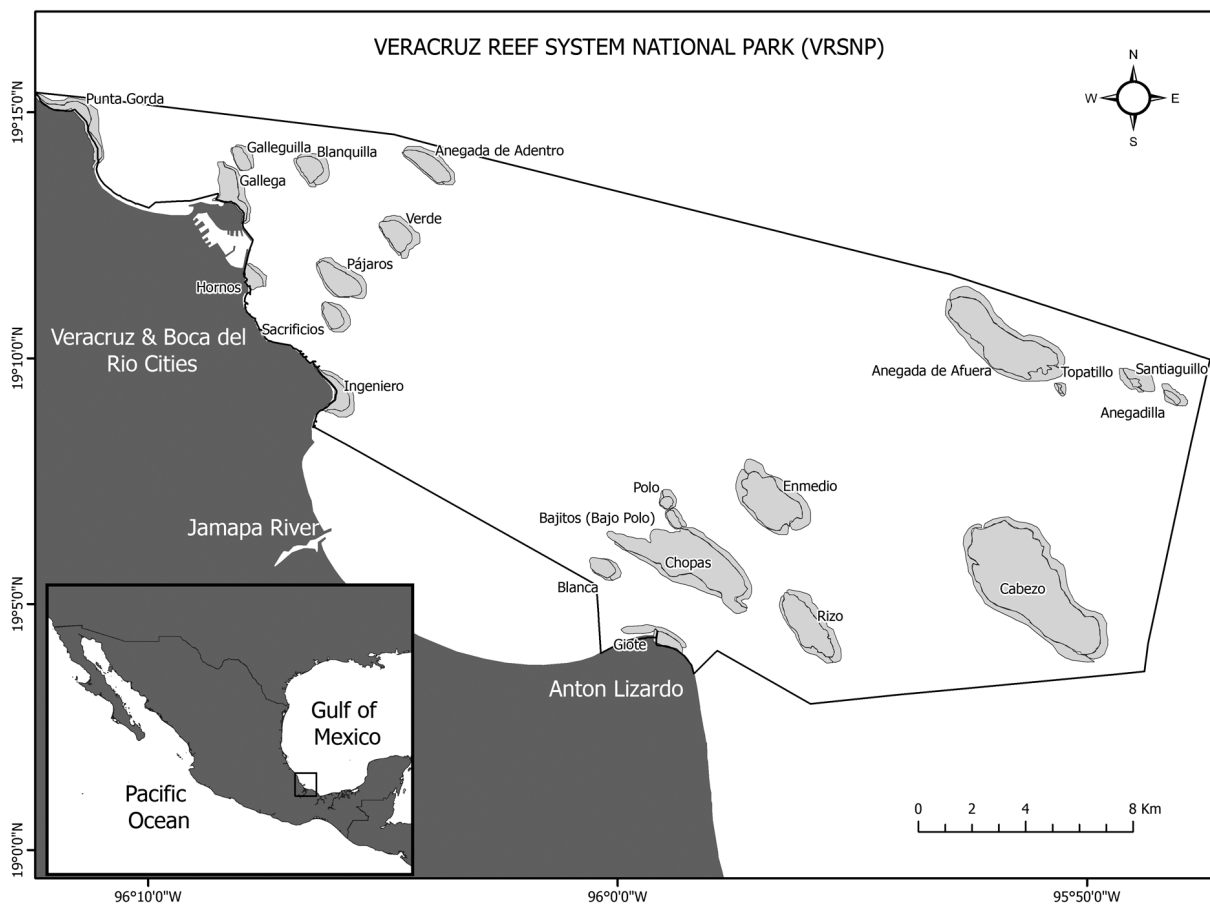 VERACRUZ REEF SYSTEM NATIONAL PARK (VRSNP)
N
W
E
S
19°15'0"N
19°10'0"N
19°5'0"N
19°0'0"N
Punta Gorda
Galleguilla
Blanquilla
Anegada de Adentro
Gallega
Verde
Pájaros
Hornos
Sacrificios
Veracruz & Boca del
Rio Cities
Ingeniero
Anegada de Afuera
Topatillo
Santiaguillo
Anegadilla
Jamapa River
Polo
Enmedio
Bajitos (Bajo Polo)
Chopas
Blanca
Cabezo
Rizo
Giote
Anton Lizardo
Gulf of
Mexico
Pacific
Ocean
0
2
4
8 Km
96°10'0"W
96°0'0"W
95°50'0"W